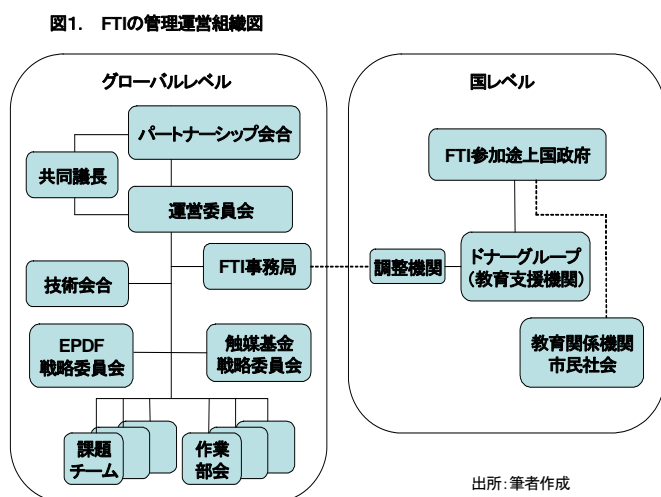 図1. FTIの管理運営組織図
グローバルレベル
パートナーシップ会合
共同議長
運営委員会
FTI事務局
技術会合
EPDF
戦略委員会
触媒基金
戦略委員会
課題
チーム
作業
部会
国レベル
FTI参加途上国政府
調整機関
ドナーグループ
(教育支援機関)
教育関係機関
市民社会
出所:筆者作成